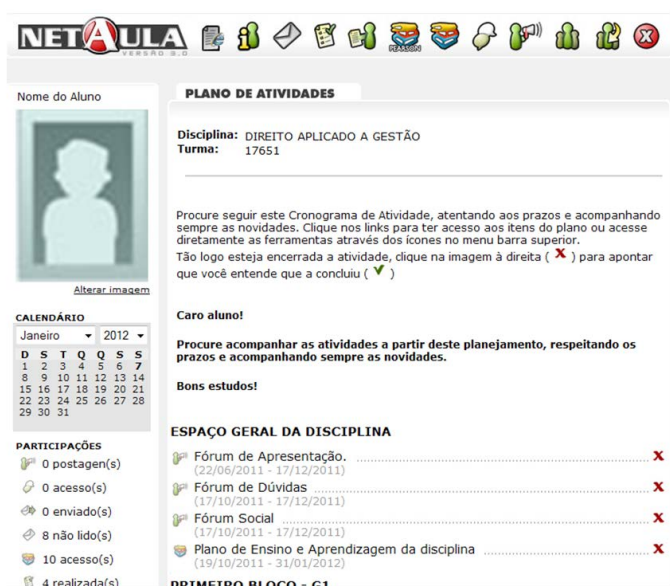 NETAULA
VERSÃO 3.0
PEARSON
Nome do Aluno
Alterar imagem
CALENDÁRIO
Janeiro 2012
D S T Q Q S S
1 2 3 4 5 6 7
8 9 10 11 12 13 14
15 16 17 18 19 20 21
22 23 24 25 26 27 28
29 30 31
PARTICIPAÇÕES
0 postagen(s)
0 acesso(s)
0 enviado(s)
8 não lido(s)
10 acesso(s)
4 realizada(s)
PLANO DE ATIVIDADES
Disciplina: DIREITO APLICADO A GESTÃO
Turma: 17651
Procure seguir este Cronograma de Atividade, atentando aos prazos e acompanhando
sempre as novidades. Clique nos links para ter acesso aos itens do plano ou acesse
diretamente as ferramentas através dos ícones no menu barra superior.
Tão logo esteja encerrada a atividade, clique na imagem à direita ( X ) para apontar
que você entende que a concluiu ( ✓ )
Caro aluno!
Procure acompanhar as atividades a partir deste planejamento, respeitando os
prazos e acompanhando sempre as novidades.
Bons estudos!
ESPAÇO GERAL DA DISCIPLINA
Fórum de Apresentação. X
(22/06/2011 - 17/12/2011)
Fórum de Dúvidas X
(17/10/2011 - 17/12/2011)
Fórum Social X
(17/10/2011 - 17/12/2011)
Plano de Ensino e Aprendizagem da disciplina X
(19/10/2011 - 31/01/2012)
PRIMEIRO BLOCO - G1